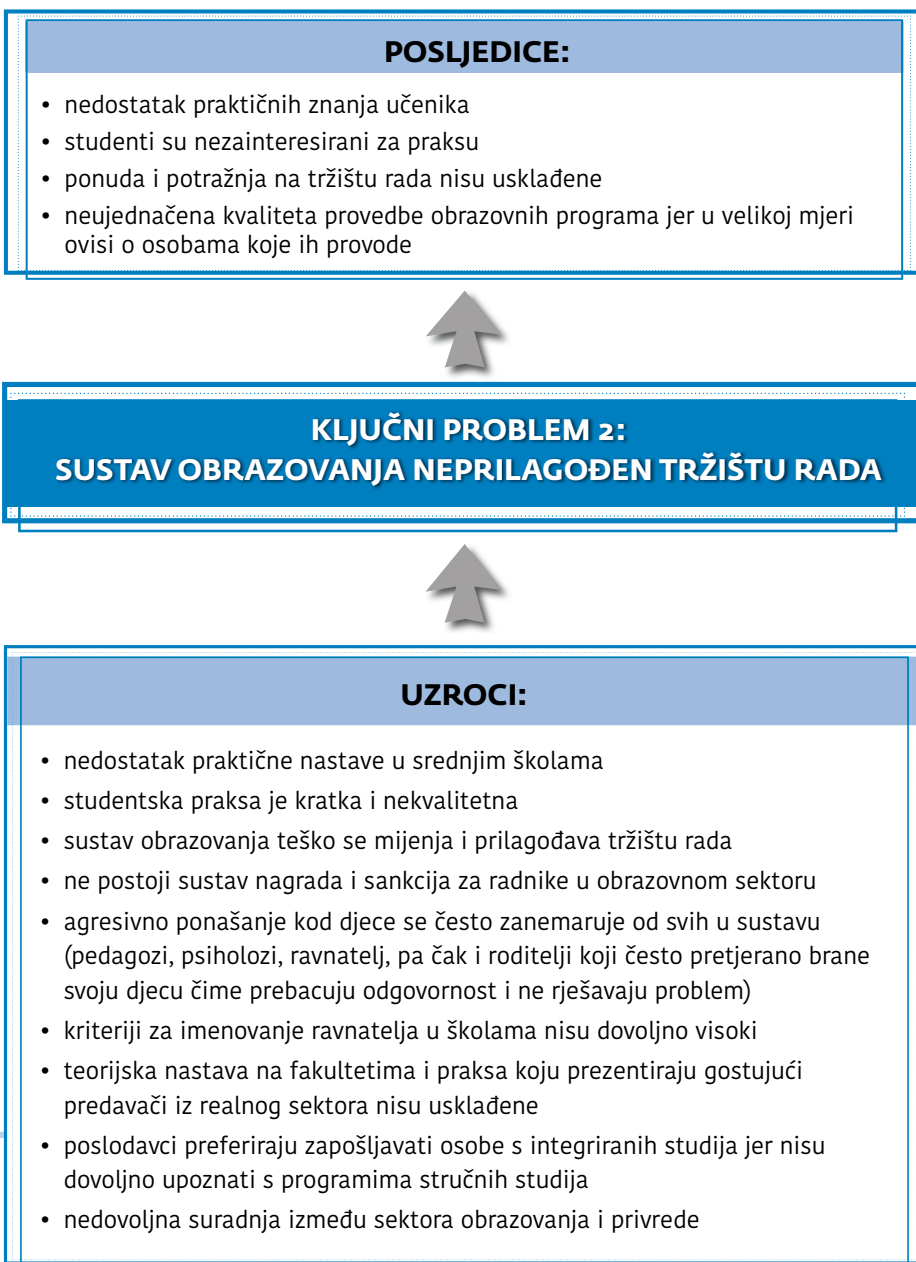 POSLJEDICE:
• nedostatak praktičnih znanja učenika
• studenti su nezainteresirani za praksu
• ponuda i potražnja na tržištu rada nisu usklađene
• neujednačena kvaliteta provedbe obrazovnih programa jer u velikoj mjeri
ovisi o osobama koje ih provode
KLJUČNI PROBLEM 2:
SUSTAV OBRAZOVANJA NEPRILAGOĐEN TRŽIŠTU RADA
UZROCI:
• nedostatak praktične nastave u srednjim školama
• studentska praksa je kratka i nekvalitetna
• sustav obrazovanja teško se mijenja i prilagođava tržištu rada
• ne postoji sustav nagrada i sankcija za radnike u obrazovnom sektoru
• agresivno ponašanje kod djece se često zanemaruje od svih u sustavu
(pedagozi, psiholozi, ravnatelj, pa čak i roditelji koji često pretjerano brane
svoju djecu čime prebacuju odgovornost i ne rješavaju problem)
• kriteriji za imenovanje ravnatelja u školama nisu dovoljno visoki
• teorijska nastava na fakultetima i praksa koju prezentiraju gostujući
predavači iz realnog sektora nisu usklađene
• poslodavci preferiraju zapošljavati osobe s integriranih studija jer nisu
dovoljno upoznati s programima stručnih studija
• nedovoljna suradnja između sektora obrazovanja i privrede